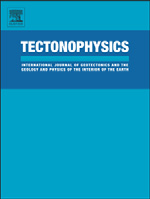 TECTONOPHYSICS
INTERNATIONAL JOURNAL OF GEOTECTONICS AND THE
GEOLOGY AND PHYSICS OF THE INTERIOR OF THE EARTH